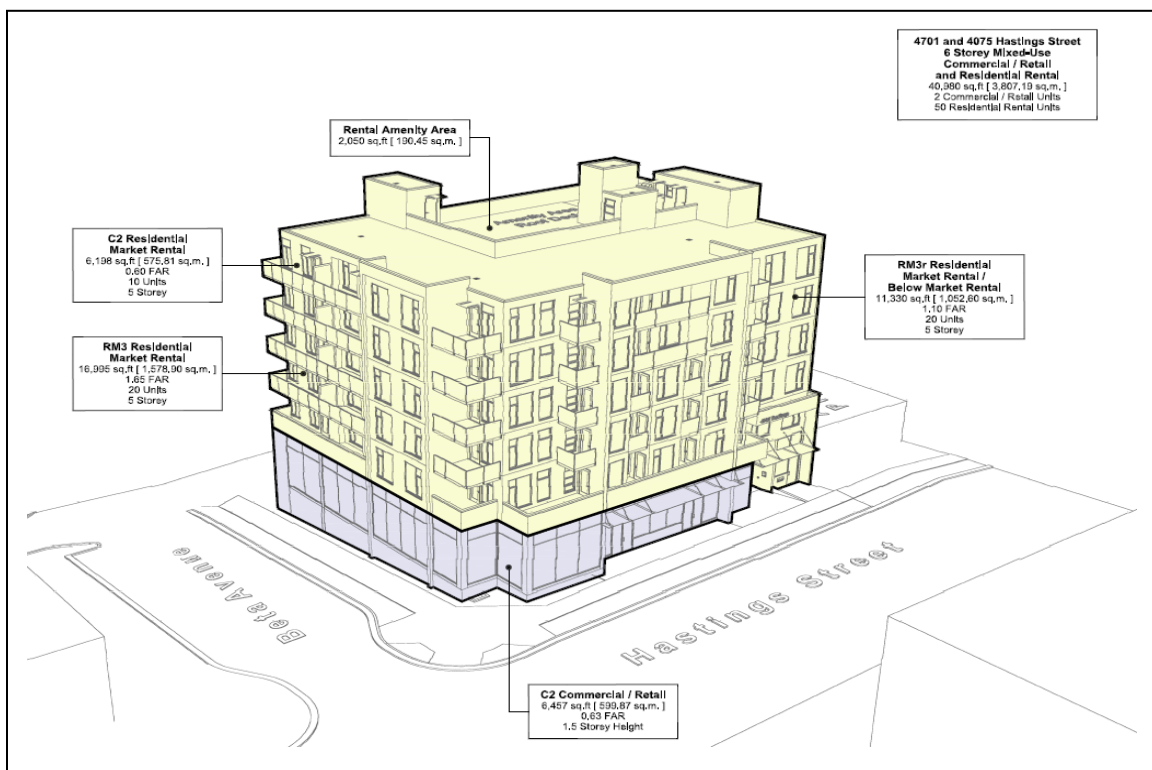 4701 and 4075 Hastings Street
6 Storey Mixed-Use
Commercial / Retail
and Residential Rental
40,980 sq.ft [ 3,807.19 sq.m. ]
2 Commercial / Retail Units
50 Residential Rental Units
Rental Amenity Area
2,050 sq.ft [ 190.45 sq.m. ]
Amenity Area
Roof Deck
C2 Residential
Market Rental
6,198 sq.ft [ 575.81 sq.m. ]
0.60 FAR
10 Units
5 Storey
RM3r Residential
Market Rental /
Below Market Rental
11,330 sq.ft [ 1,052.60 sq.m. ]
1.10 FAR
20 Units
5 Storey
RM3 Residential
Market Rental
16,995 sq.ft [ 1,578.90 sq.m. ]
1.65 FAR
20 Units
5 Storey
Beta Avenue
Hastings Street
C2 Commercial / Retail
6,457 sq.ft [ 599.87 sq.m. ]
0.63 FAR
1.5 Storey Height